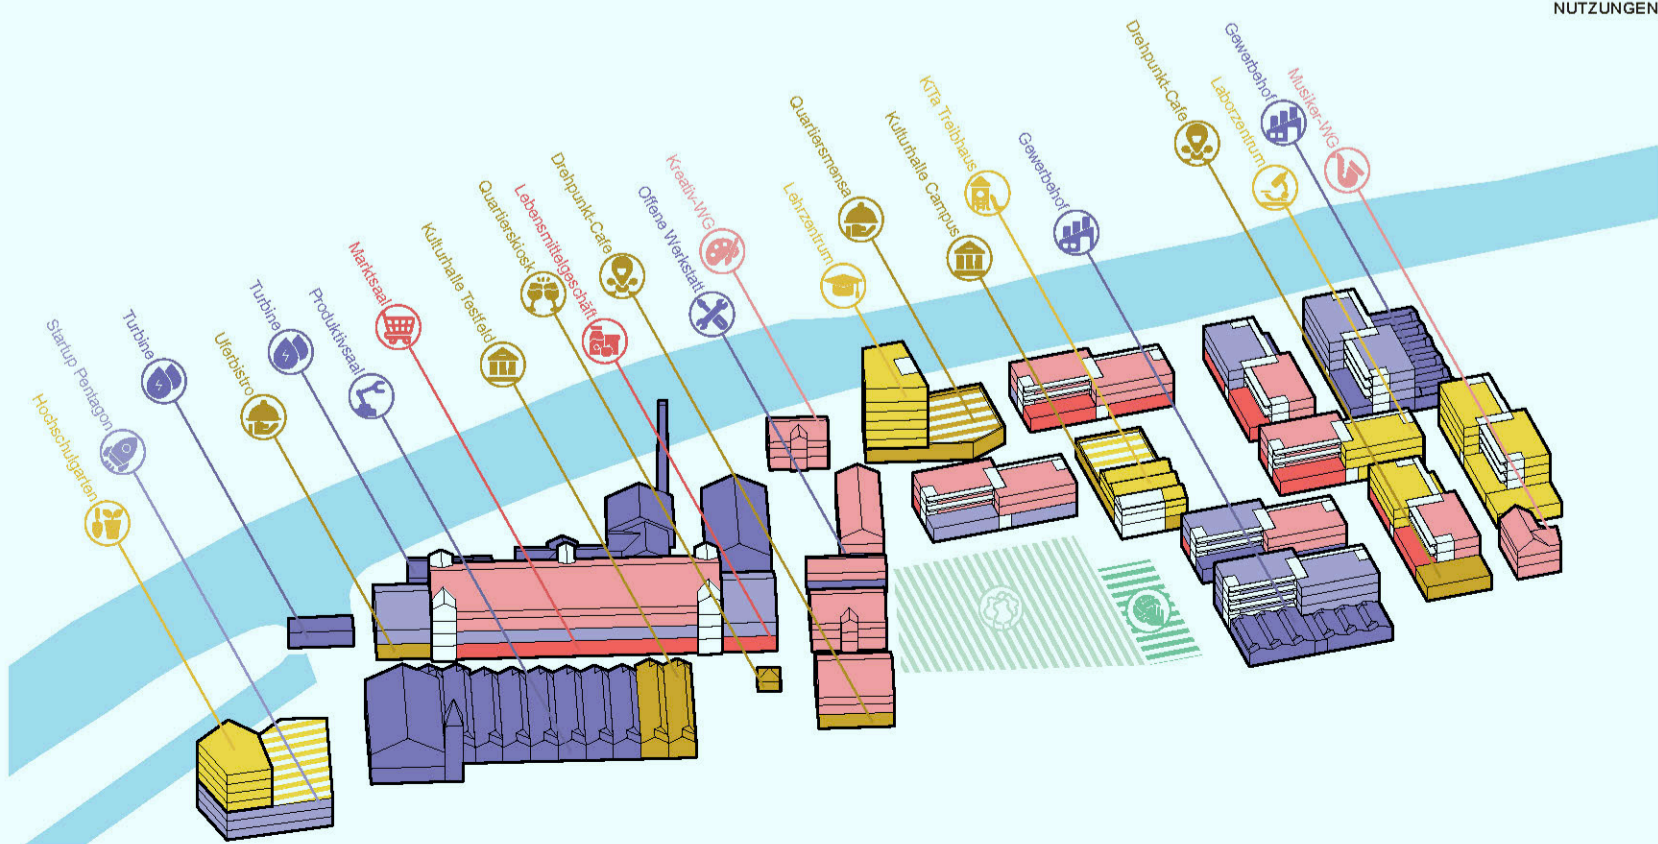 NUTZUNGEN
Hochschulgarten
Startup Pentagon
Turbine
Uferbistro
Turbine
Produktivsaal
Marktsaal
Kulturhalle Testfeld
Quartierskiosk
Lebensmittelgeschäft
Drehpunkt-Cafe
Offene Werkstatt
Kreativ-WG
Lehrzentrum
Quartiersmensa
Kulturhalle Campus
KiTa Treibhaus
Gewerbehof
Drehpunkt-Cafe
Laborzentrum
Gewerbehof
Musiker-WG